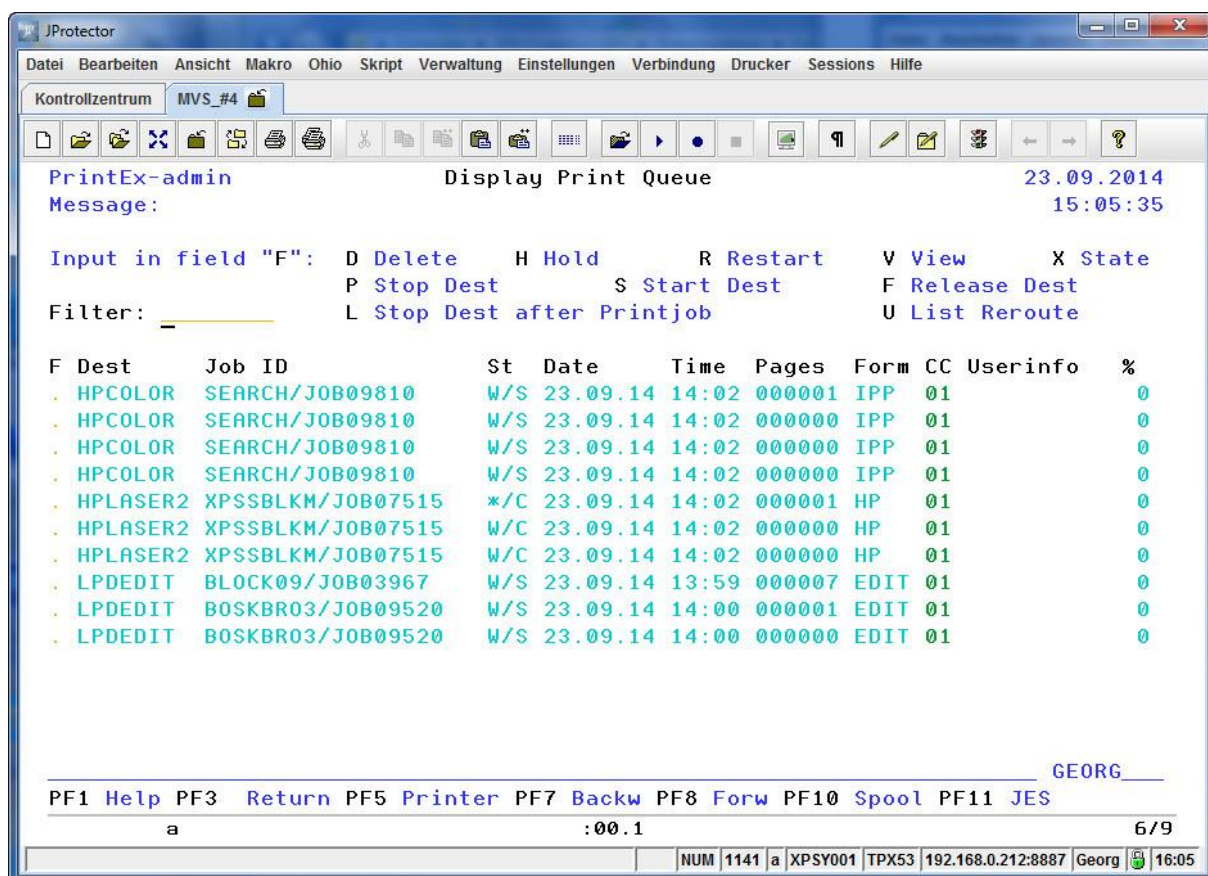 JProtector
Datei Bearbeiten Ansicht Makro Ohio Skript Verwaltung Einstellungen Verbindung Drucker Sessions Hilfe
Kontrollzentrum MVS_#4
PrintEx-admin Display Print Queue 23.09.2014
Message: 15:05:35
Input in field "F": D Delete H Hold R Restart V View X State
P Stop Dest S Start Dest F Release Dest
Filter: ________ L Stop Dest after Printjob U List Reroute
F Dest Job ID St Date Time Pages Form CC Userinfo %
. HPCOLOR SEARCH/JOB09810 W/S 23.09.14 14:02 000001 IPP 01 0
. HPCOLOR SEARCH/JOB09810 W/S 23.09.14 14:02 000000 IPP 01 0
. HPCOLOR SEARCH/JOB09810 W/S 23.09.14 14:02 000000 IPP 01 0
. HPCOLOR SEARCH/JOB09810 W/S 23.09.14 14:02 000000 IPP 01 0
. HPLASER2 XPSSBLKM/JOB07515 */C 23.09.14 14:02 000001 HP 01 0
. HPLASER2 XPSSBLKM/JOB07515 W/C 23.09.14 14:02 000000 HP 01 0
. HPLASER2 XPSSBLKM/JOB07515 W/C 23.09.14 14:02 000000 HP 01 0
. LPDEDIT BLOCK09/JOB03967 W/S 23.09.14 13:59 000007 EDIT 01 0
. LPDEDIT BOSKBRO3/JOB09520 W/S 23.09.14 14:00 000001 EDIT 01 0
. LPDEDIT BOSKBRO3/JOB09520 W/S 23.09.14 14:00 000000 EDIT 01 0
GEORG____
PF1 Help PF3 Return PF5 Printer PF7 Backw PF8 Forw PF10 Spool PF11 JES
a :00.1 6/9
NUM 1141 a XPSY001 TPX53 192.168.0.212:8887 Georg 16:05